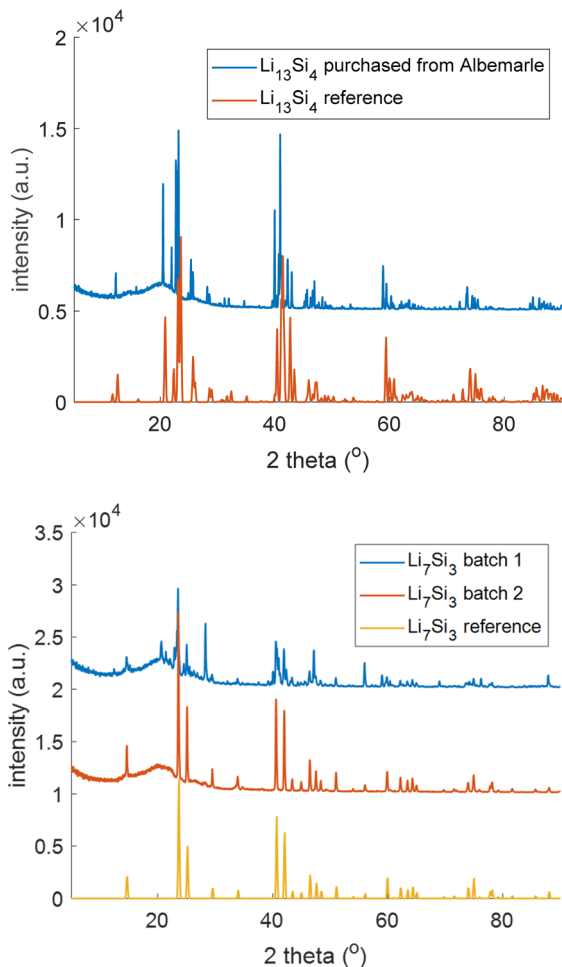 ×10⁴
2
1.5
1
0.5
0
intensity (a.u.)
Li₁₃Si₄ purchased from Albemarle
Li₁₃Si₄ reference
20 40 60 80
2 theta (°)
×10⁴
3.5
3
2.5
2
1.5
1
0.5
0
intensity (a.u.)
Li₇Si₃ batch 1
Li₇Si₃ batch 2
Li₇Si₃ reference
20 40 60 80
2 theta (°)